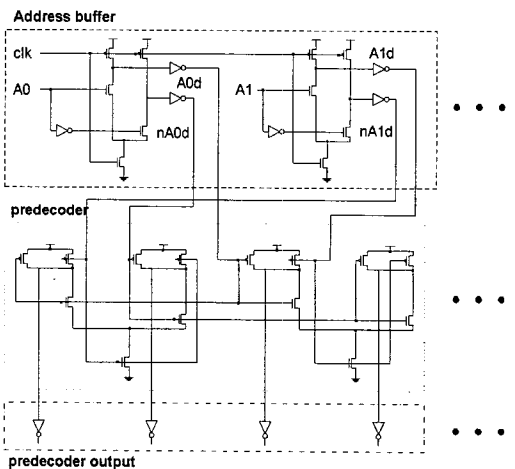 Address buffer
clk
A0
A0d
nA0d
A1
A1d
nA1d
predecoder
predecoder output